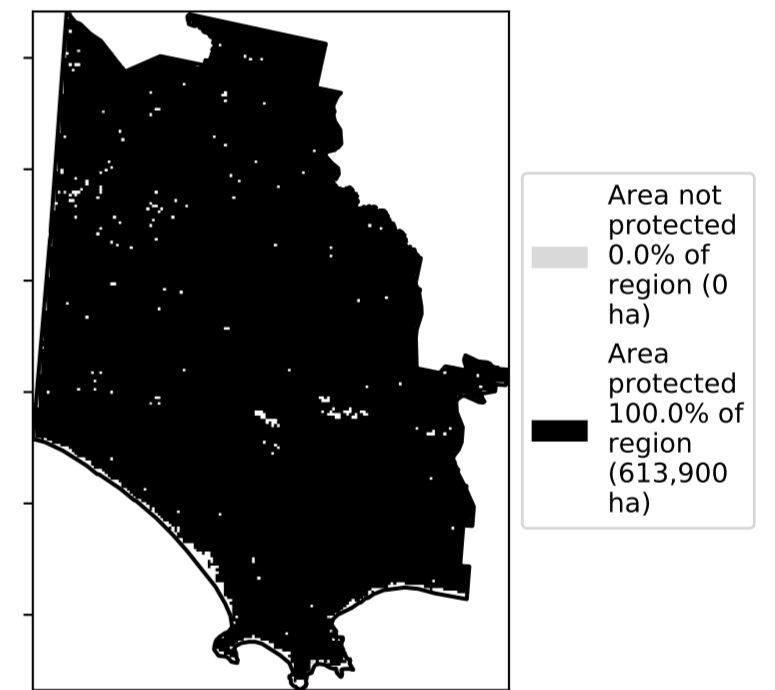 Area not
protected
0.0% of
region (0
ha)
Area
protected
100.0% of
region
(613,900
ha)